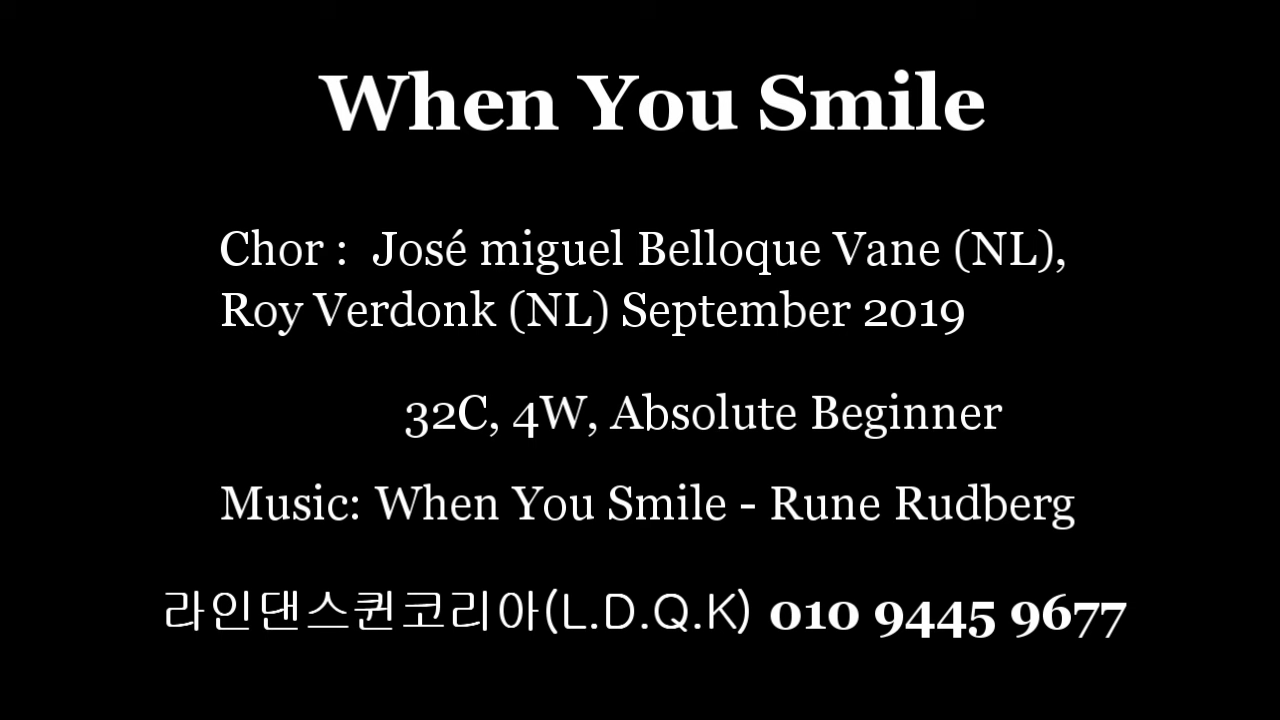 When You Smile
Chor :  José miguel Belloque Vane (NL),
Roy Verdonk (NL) September 2019
32C, 4W, Absolute Beginner
Music: When You Smile - Rune Rudberg
라인댄스퀸코리아(L.D.Q.K) 010 9445 9677